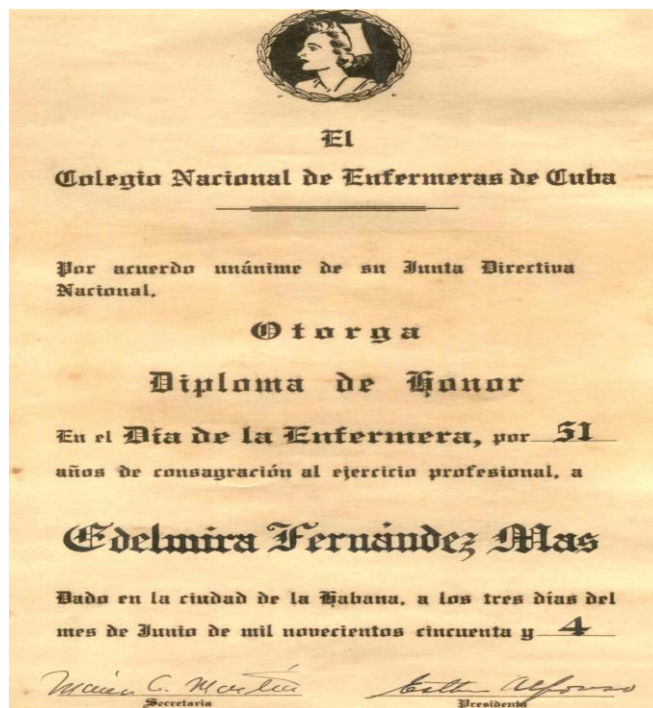 El
Colegio Nacional de Enfermeras de Cuba
Por acuerdo unánime de su Junta Directiva
Nacional,
Otorga
Diploma de Honor
En el Día de la Enfermera, por 51
años de consagración al ejercicio profesional, a
Edelmira Fernández Mas
Dado en la ciudad de la Habana, a los tres días del
mes de Junio de mil novecientos cincuenta y 4
C. Martín Esther Alfonso
Secretaria Presidenta